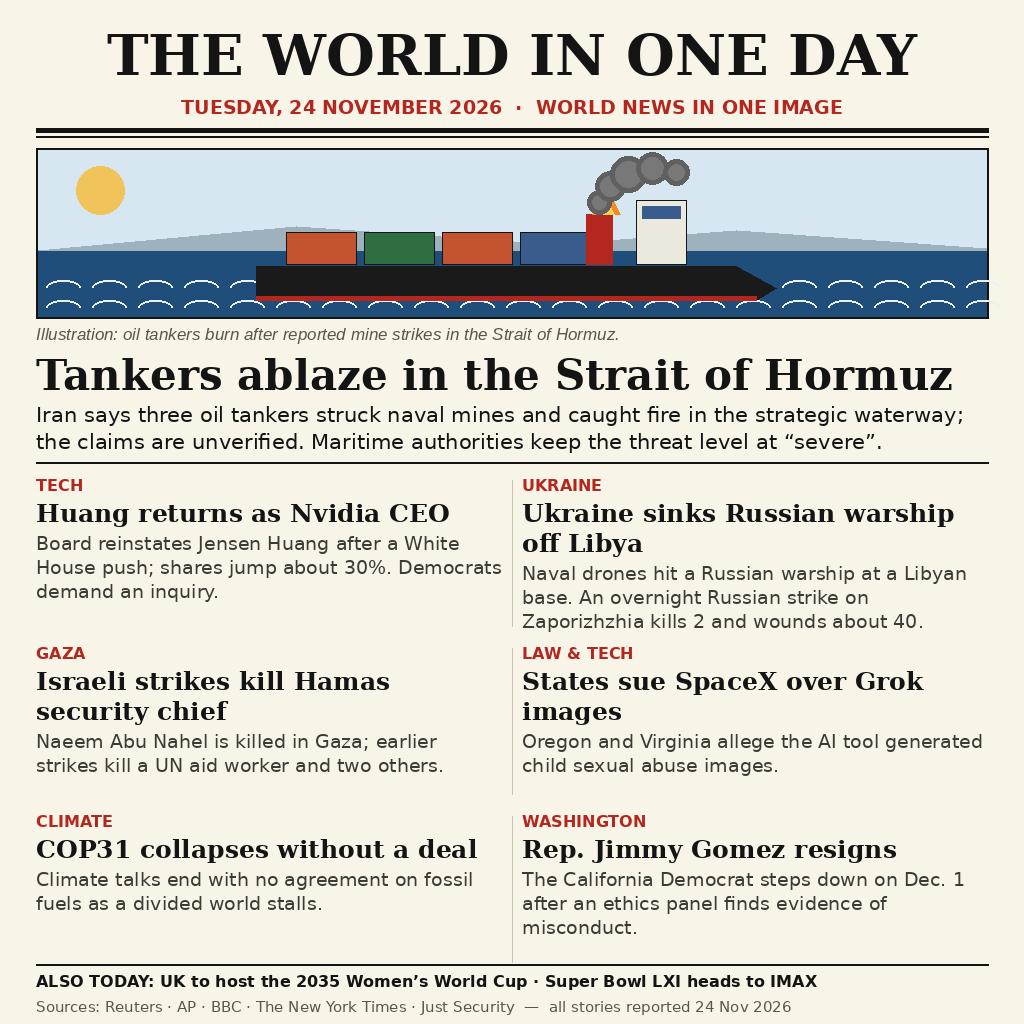 THE WORLD IN ONE DAY
TUESDAY, 24 NOVEMBER 2026 · WORLD NEWS IN ONE IMAGE
Illustration: oil tankers burn after reported mine strikes in the Strait of Hormuz.
Tankers ablaze in the Strait of Hormuz
Iran says three oil tankers struck naval mines and caught fire in the strategic waterway;
the claims are unverified. Maritime authorities keep the threat level at “severe”.
TECH
Huang returns as Nvidia CEO
Board reinstates Jensen Huang after a White
House push; shares jump about 30%. Democrats
demand an inquiry.
UKRAINE
Ukraine sinks Russian warship
off Libya
Naval drones hit a Russian warship at a Libyan
base. An overnight Russian strike on
Zaporizhzhia kills 2 and wounds about 40.
GAZA
Israeli strikes kill Hamas
security chief
Naeem Abu Nahel is killed in Gaza; earlier
strikes kill a UN aid worker and two others.
LAW & TECH
States sue SpaceX over Grok
images
Oregon and Virginia allege the AI tool generated
child sexual abuse images.
CLIMATE
COP31 collapses without a deal
Climate talks end with no agreement on fossil
fuels as a divided world stalls.
WASHINGTON
Rep. Jimmy Gomez resigns
The California Democrat steps down on Dec. 1
after an ethics panel finds evidence of
misconduct.
ALSO TODAY: UK to host the 2035 Women’s World Cup · Super Bowl LXI heads to IMAX
Sources: Reuters · AP · BBC · The New York Times · Just Security — all stories reported 24 Nov 2026